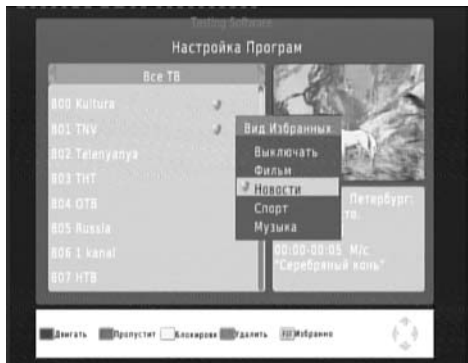 Testing Software
Настройка Програм
Все ТВ
800 Kultura
801 TNV
802 Telenyanya
803 ТНТ
804 ОТВ
805 Russia
806 1 kanal
807 НТВ
Вид Избранных
Выключать
Фильм
Новости
Спорт
Музыка
Петербург:
00:00-00:05 М/с
"Серебряный конь"
Двигать Пропустит Блокировк Удалить Избранно